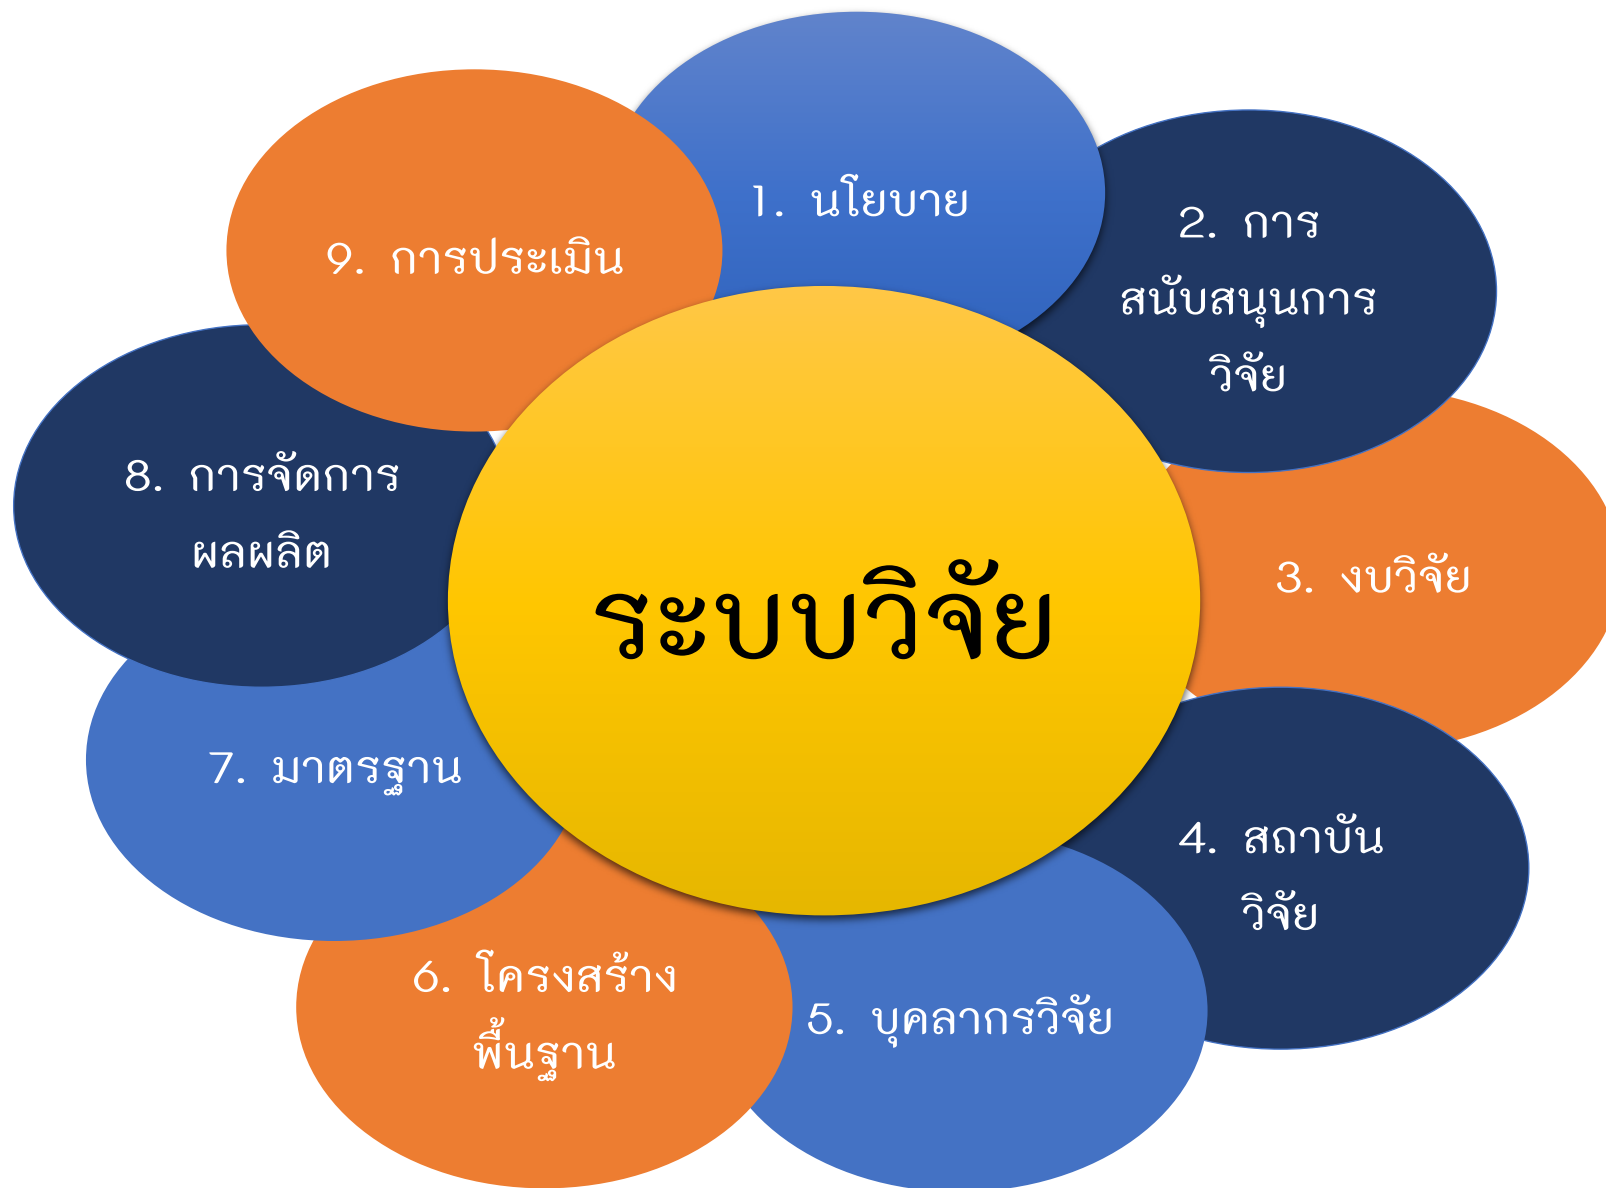 1. นโยบาย
2. การ
สนับสนุนการ
วิจัย
3. งบวิจัย
4. สถาบัน
วิจัย
5. บุคลากรวิจัย
6. โครงสร้าง
พื้นฐาน
7. มาตรฐาน
8. การจัดการ
ผลผลิต
9. การประเมิน
ระบบวิจัย